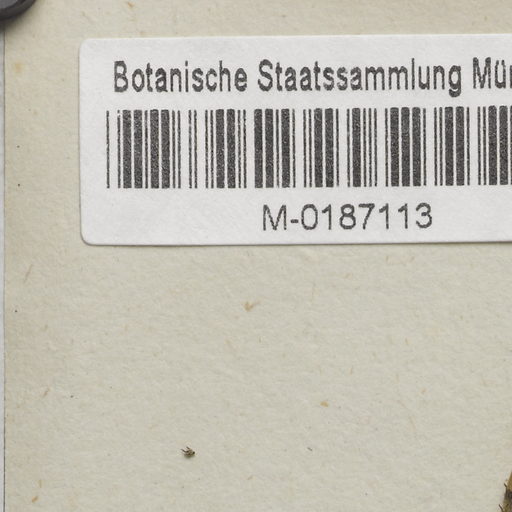 Botanische Staatssammlung Mün
M-0187113